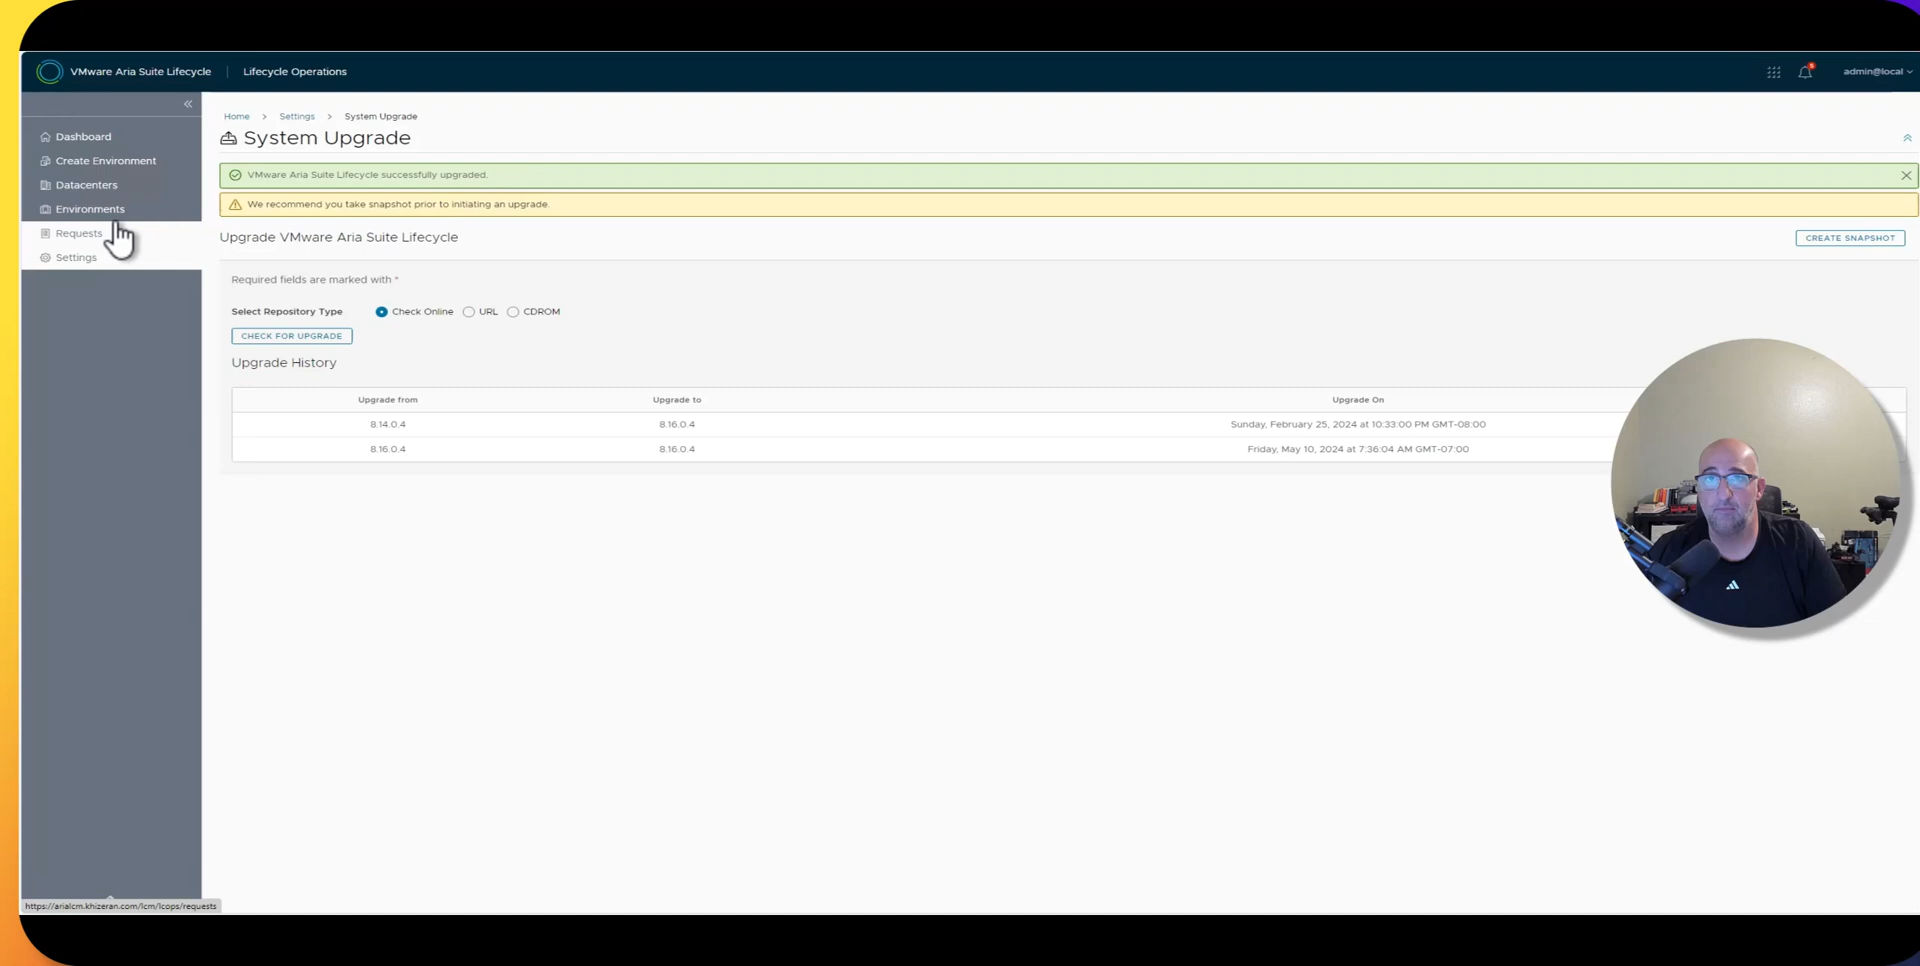 VMware Aria Suite Lifecycle | Lifecycle Operations
5
admin@local
Dashboard
Create Environment
Datacenters
Environments
Requests
Settings
Home > Settings > System Upgrade
System Upgrade
VMware Aria Suite Lifecycle successfully upgraded.
We recommend you take snapshot prior to initiating an upgrade.
Upgrade VMware Aria Suite Lifecycle
CREATE SNAPSHOT
Required fields are marked with *
Select Repository Type Check Online URL CDROM
CHECK FOR UPGRADE
Upgrade History
Upgrade from Upgrade to Upgrade On
8.14.0.4 8.16.0.4 Sunday, February 25, 2024 at 10:33:00 PM GMT-08:00
8.16.0.4 8.16.0.4 Friday, May 10, 2024 at 7:36:04 AM GMT-07:00
https://arialcm.khizeran.com/lcm/lcops/requests